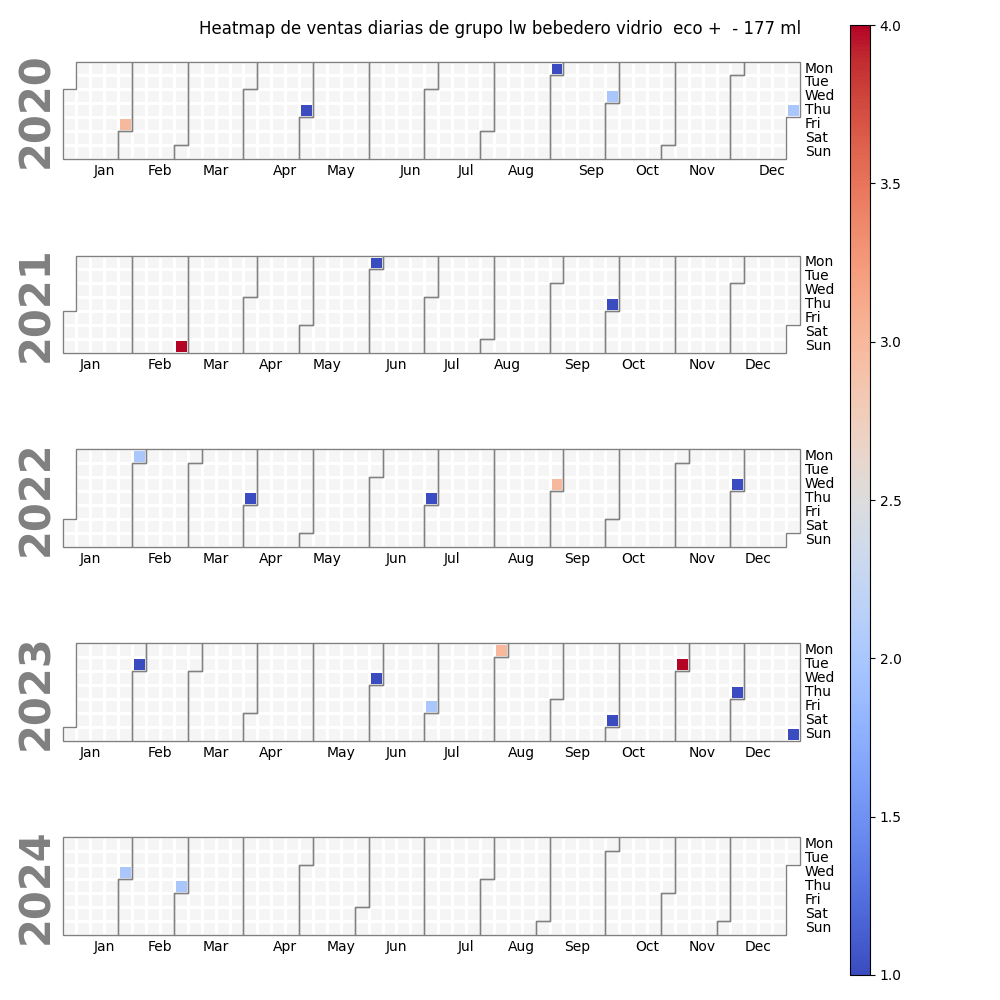 Heatmap de ventas diarias de grupo lw bebedero vidrio  eco +  - 177 ml
2020
Mon
Tue
Wed
Thu
Fri
Sat
Sun
Jan Feb Mar Apr May Jun Jul Aug Sep Oct Nov Dec
2021
Mon
Tue
Wed
Thu
Fri
Sat
Sun
Jan Feb Mar Apr May Jun Jul Aug Sep Oct Nov Dec
2022
Mon
Tue
Wed
Thu
Fri
Sat
Sun
Jan Feb Mar Apr May Jun Jul Aug Sep Oct Nov Dec
2023
Mon
Tue
Wed
Thu
Fri
Sat
Sun
Jan Feb Mar Apr May Jun Jul Aug Sep Oct Nov Dec
2024
Mon
Tue
Wed
Thu
Fri
Sat
Sun
Jan Feb Mar Apr May Jun Jul Aug Sep Oct Nov Dec
4.0
3.5
3.0
2.5
2.0
1.5
1.0